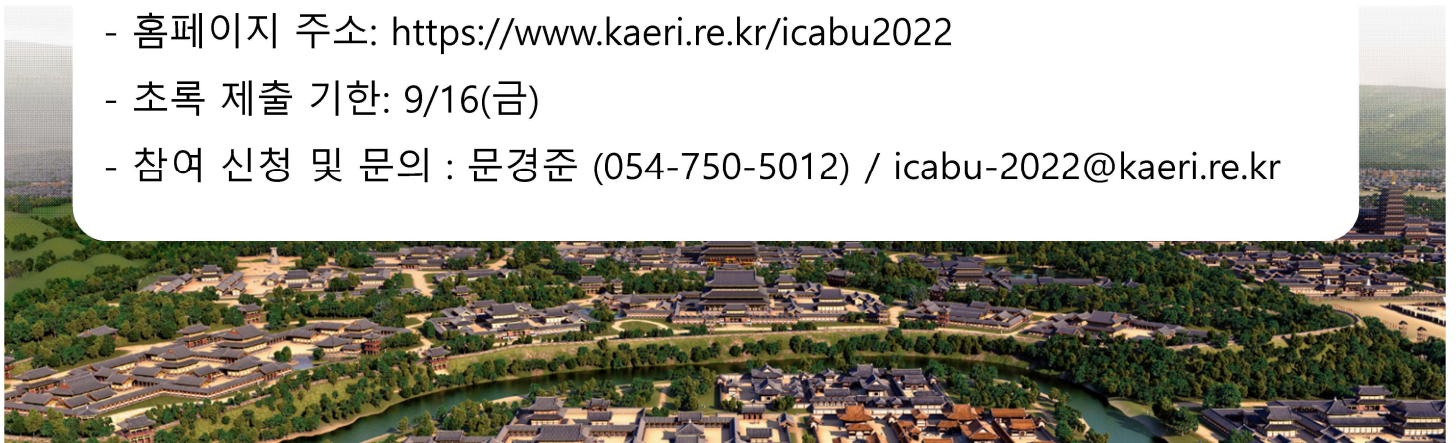 - 홈페이지 주소: https://www.kaeri.re.kr/icabu2022
- 초록 제출 기한: 9/16(금)
- 참여 신청 및 문의 : 문경준 (054-750-5012) / icabu-2022@kaeri.re.kr